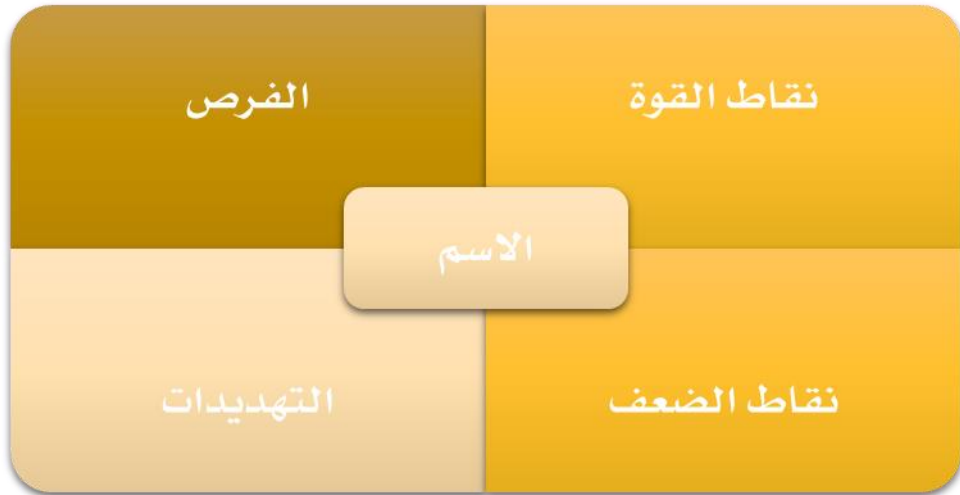 نقاط القوة
الفرص
الاسم
نقاط الضعف
التهديدات